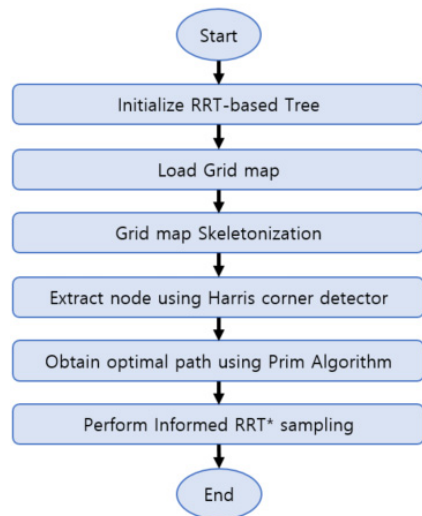 Start
Initialize RRT-based Tree
Load Grid map
Grid map Skeletonization
Extract node using Harris corner detector
Obtain optimal path using Prim Algorithm
Perform Informed RRT* sampling
End